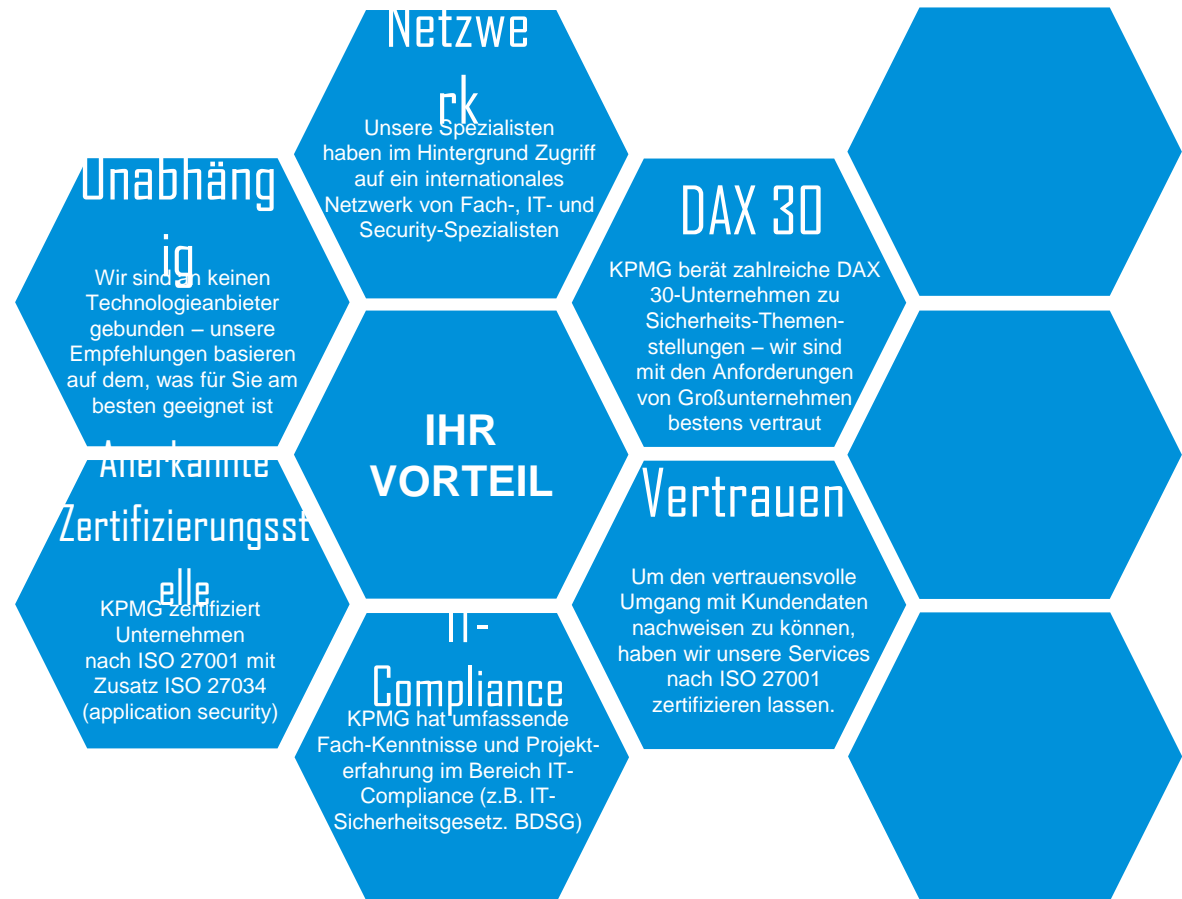 Netzwe
rk
Unsere Spezialisten
haben im Hintergrund Zugriff
auf ein internationales
Netzwerk von Fach-, IT- und
Security-Spezialisten
Unabhäng
ig
Wir sind an keinen
Technologieanbieter
gebunden – unsere
Empfehlungen basieren
auf dem, was für Sie am
besten geeignet ist
DAX 30
KPMG berät zahlreiche DAX
30-Unternehmen zu
Sicherheits-Themen-
stellungen – wir sind
mit den Anforderungen
von Großunternehmen
bestens vertraut
IHR
VORTEIL
Anerkannte
Zertifizierungsst
elle
KPMG zertifiziert
Unternehmen
nach ISO 27001 mit
Zusatz ISO 27034
(application security)
Vertrauen
Um den vertrauensvolle
Umgang mit Kundendaten
nachweisen zu können,
haben wir unsere Services
nach ISO 27001
zertifizieren lassen.
IT-
Compliance
KPMG hat umfassende
Fach-Kenntnisse und Projekt-
erfahrung im Bereich IT-
Compliance (z.B. IT-
Sicherheitsgesetz. BDSG)